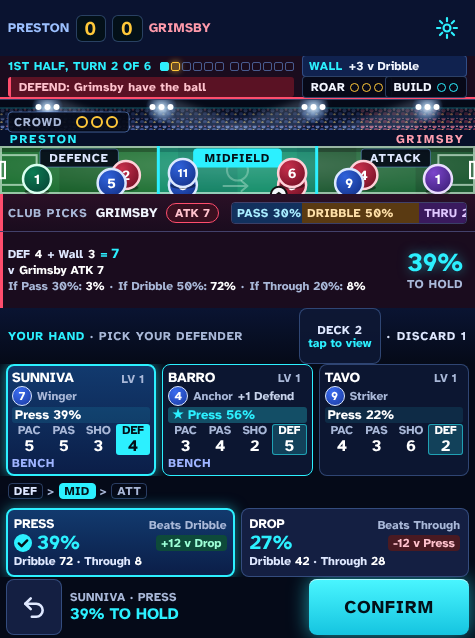 PRESTON 0 0 GRIMSBY
1ST HALF, TURN 2 OF 6
WALL +3 v Dribble
DEFEND: Grimsby have the ball
ROAR BUILD
CROWD
PRESTON GRIMSBY
DEFENCE MIDFIELD ATTACK
1 5 2 11 6 9 4 1
CLUB PICKS GRIMSBY ATK 7 PASS 30% DRIBBLE 50% THRU 2
DEF 4 + Wall 3 = 7
v Grimsby ATK 7
If Pass 30%: 3% · If Dribble 50%: 72% · If Through 20%: 8%
39%
TO HOLD
YOUR HAND · PICK YOUR DEFENDER
DECK 2
tap to view
· DISCARD 1
SUNNIVA LV 1
7 Winger
Press 39%
PAC PAS SHO DEF
5 5 3 4
BENCH
BARRO LV 1
4 Anchor +1 Defend
★ Press 56%
PAC PAS SHO DEF
3 4 2 5
BENCH
TAVO LV 1
9 Striker
Press 22%
PAC PAS SHO DEF
4 3 6 2
DEF > MID > ATT
PRESS Beats Dribble
39% +12 v Drop
Dribble 72 · Through 8
DROP Beats Through
27% -12 v Press
Dribble 42 · Through 28
SUNNIVA · PRESS
39% TO HOLD
CONFIRM